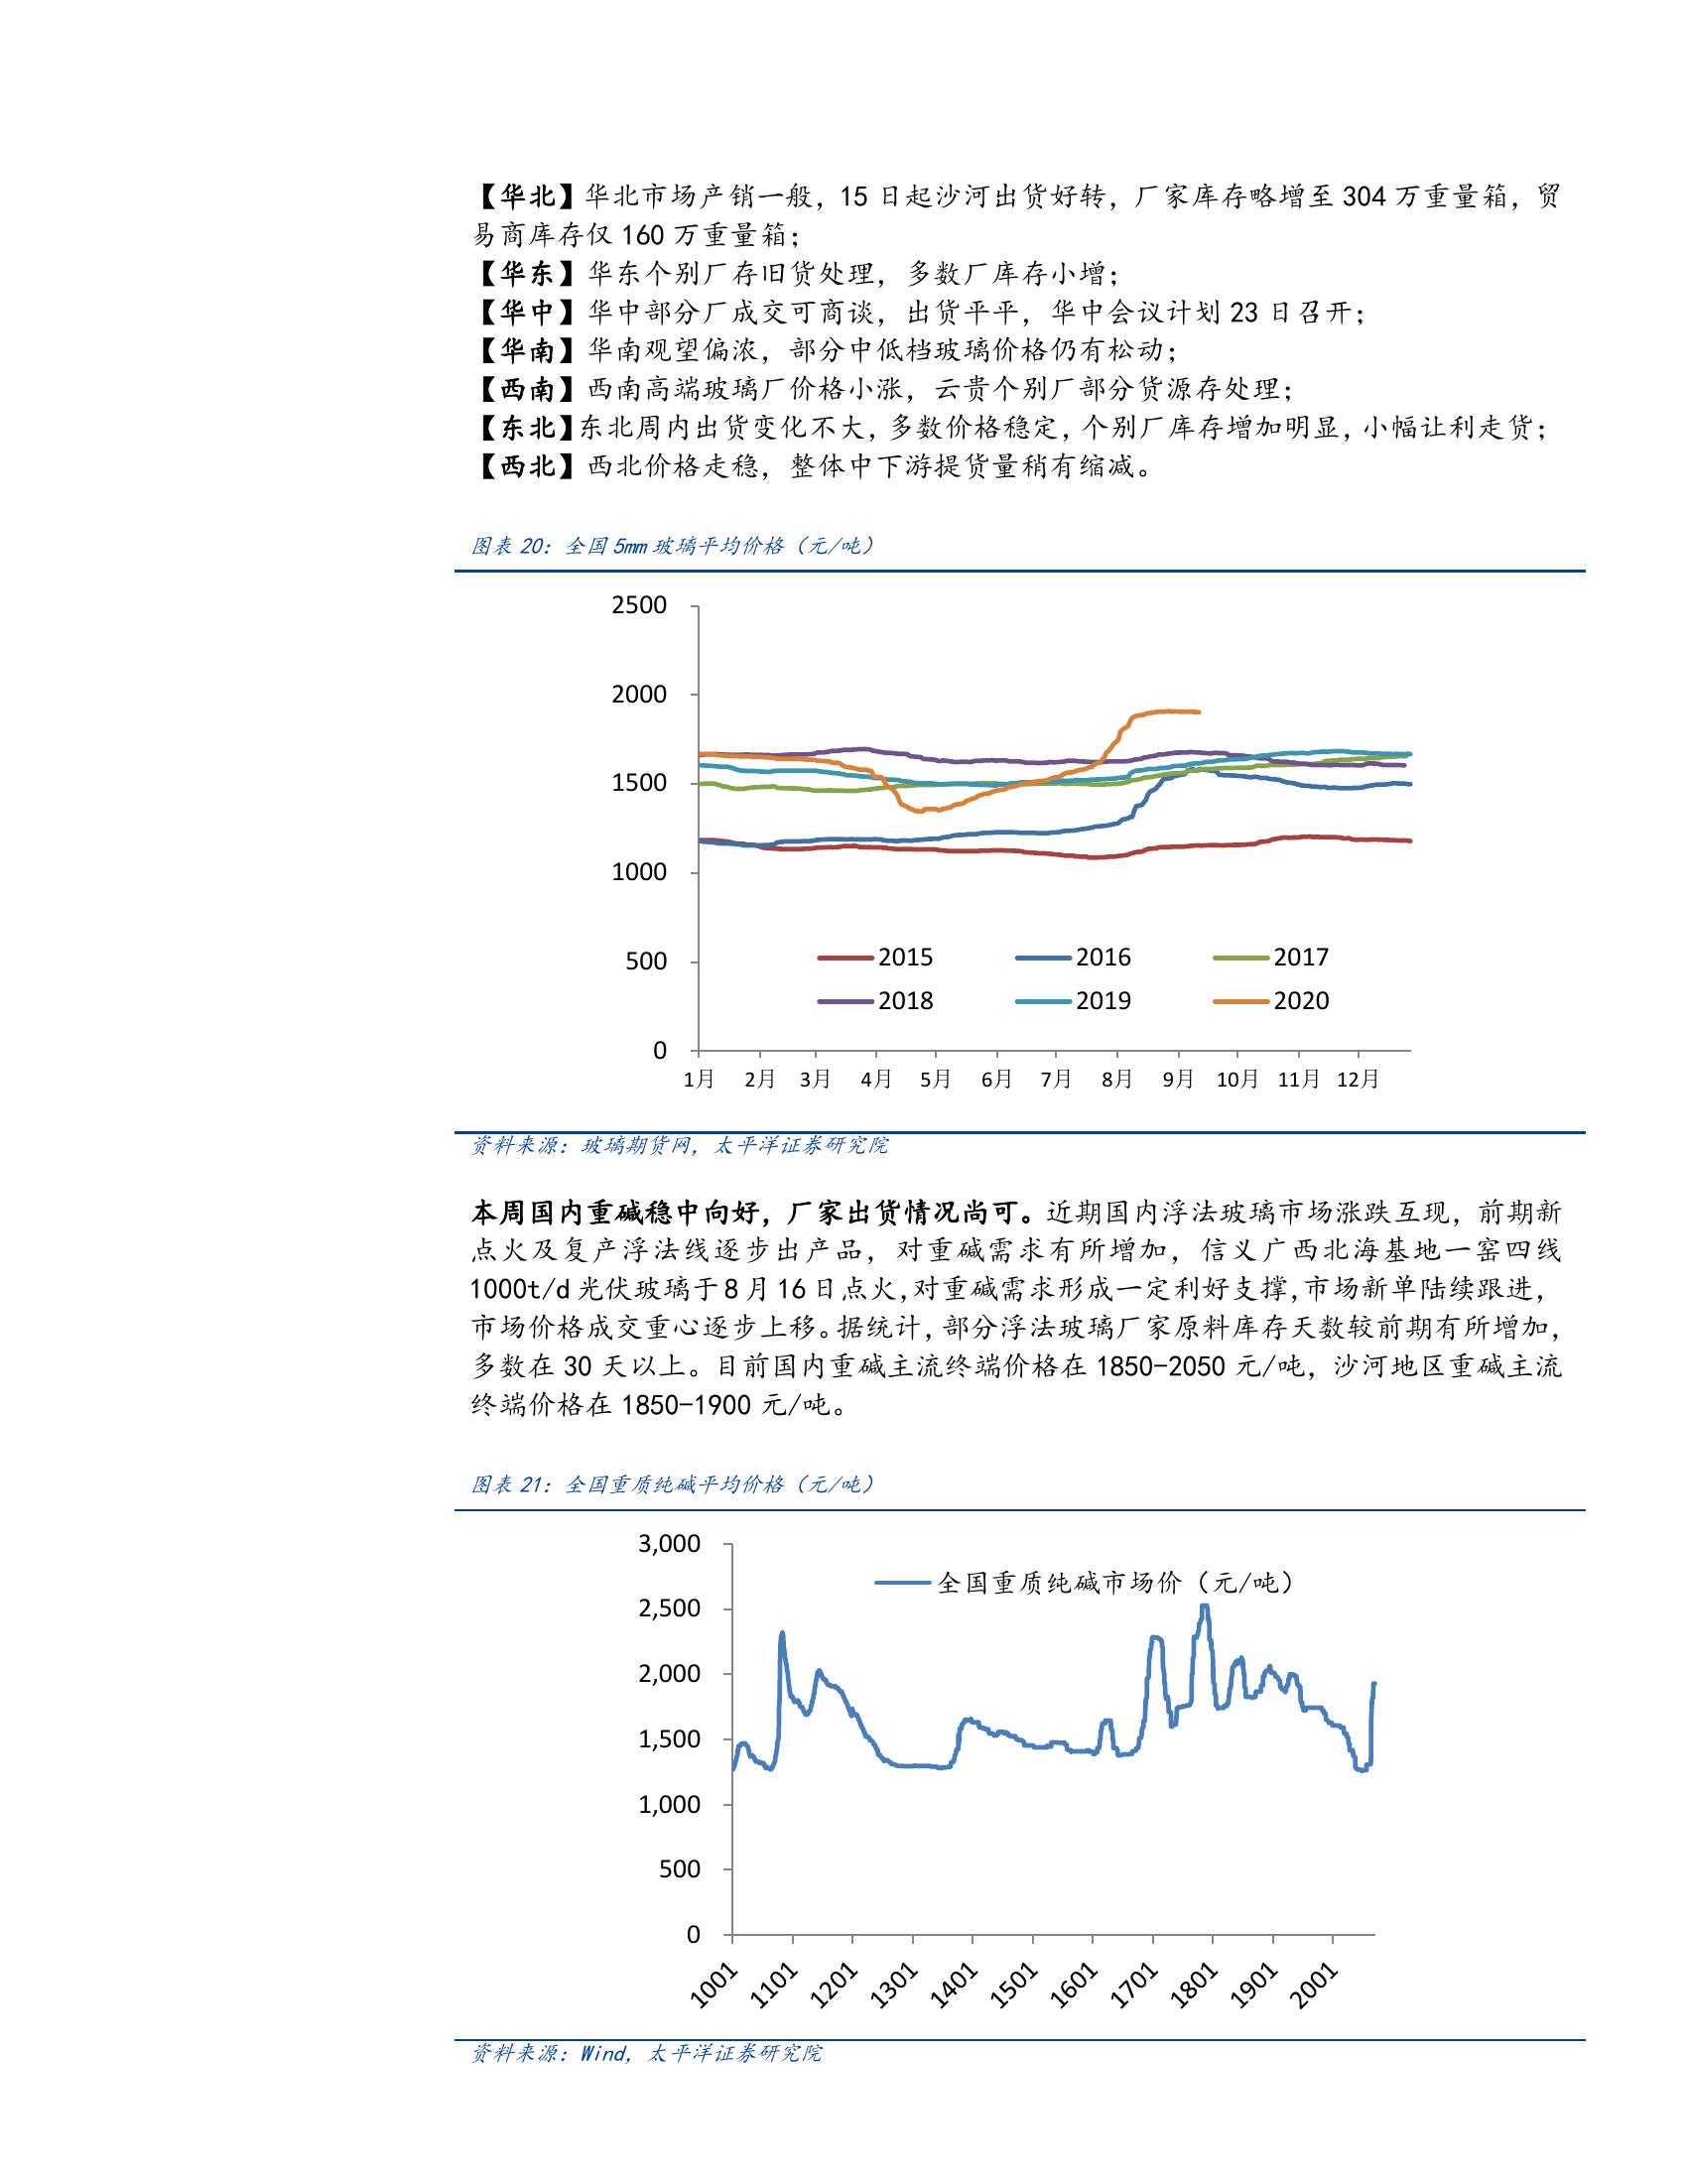 【华北】华北市场产销一般，15 日起沙河出货好转，厂家库存略增至 304 万重量箱，贸
易商库存仅 160 万重量箱；
【华东】华东个别厂存旧货处理，多数厂库存小增；
【华中】华中部分厂成交可商谈，出货平平，华中会议计划 23 日召开；
【华南】华南观望偏浓，部分中低档玻璃价格仍有松动；
【西南】西南高端玻璃厂价格小涨，云贵个别厂部分货源存处理；
【东北】东北周内出货变化不大，多数价格稳定，个别厂库存增加明显，小幅让利走货；
【西北】西北价格走稳，整体中下游提货量稍有缩减。
图表 20：全国 5mm 玻璃平均价格（元/吨）
2500
2000
1500
1000
500
0
2015 2016 2017
2018 2019 2020
1月 2月 3月 4月 5月 6月 7月 8月 9月 10月 11月 12月
资料来源：玻璃期货网，太平洋证券研究院
本周国内重碱稳中向好，厂家出货情况尚可。近期国内浮法玻璃市场涨跌互现，前期新
点火及复产浮法线逐步出产品，对重碱需求有所增加，信义广西北海基地一窑四线
1000t/d 光伏玻璃于 8 月 16 日点火，对重碱需求形成一定利好支撑，市场新单陆续跟进，
市场价格成交重心逐步上移。据统计，部分浮法玻璃厂家原料库存天数较前期有所增加，
多数在 30 天以上。目前国内重碱主流终端价格在 1850-2050 元/吨，沙河地区重碱主流
终端价格在 1850-1900 元/吨。
图表 21：全国重质纯碱平均价格（元/吨）
3,000
全国重质纯碱市场价（元/吨）
2,500
2,000
1,500
1,000
500
0
1001 1101 1201 1301 1401 1501 1601 1701 1801 1901 2001
资料来源：Wind，太平洋证券研究院